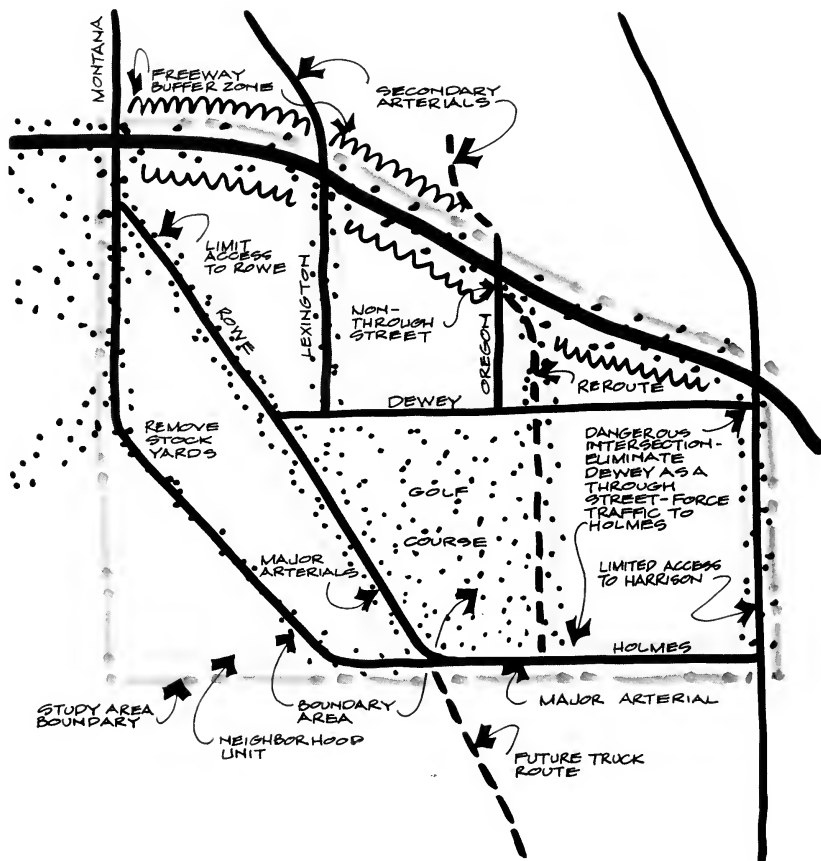 MONTANA
FREEWAY
BUFFER ZONE
SECONDARY
ARTERIALS
LIMIT
ACCESS
TO ROWE
ROWE
LEXINGTON
NON-
THROUGH
STREET
OREGON
REROUTE
DEWEY
REMOVE
STOCK
YARDS
GOLF
COURSE
DANGEROUS
INTERSECTION-
ELIMINATE
DEWEY AS A
THROUGH
STREET-FORCE
TRAFFIC TO
HOLMES
MAJOR
ARTERIALS
LIMITED ACCESS
TO HARRISON
HOLMES
STUDY AREA
BOUNDARY
NEIGHBORHOOD
UNIT
BOUNDARY
AREA
MAJOR ARTERIAL
FUTURE TRUCK
ROUTE